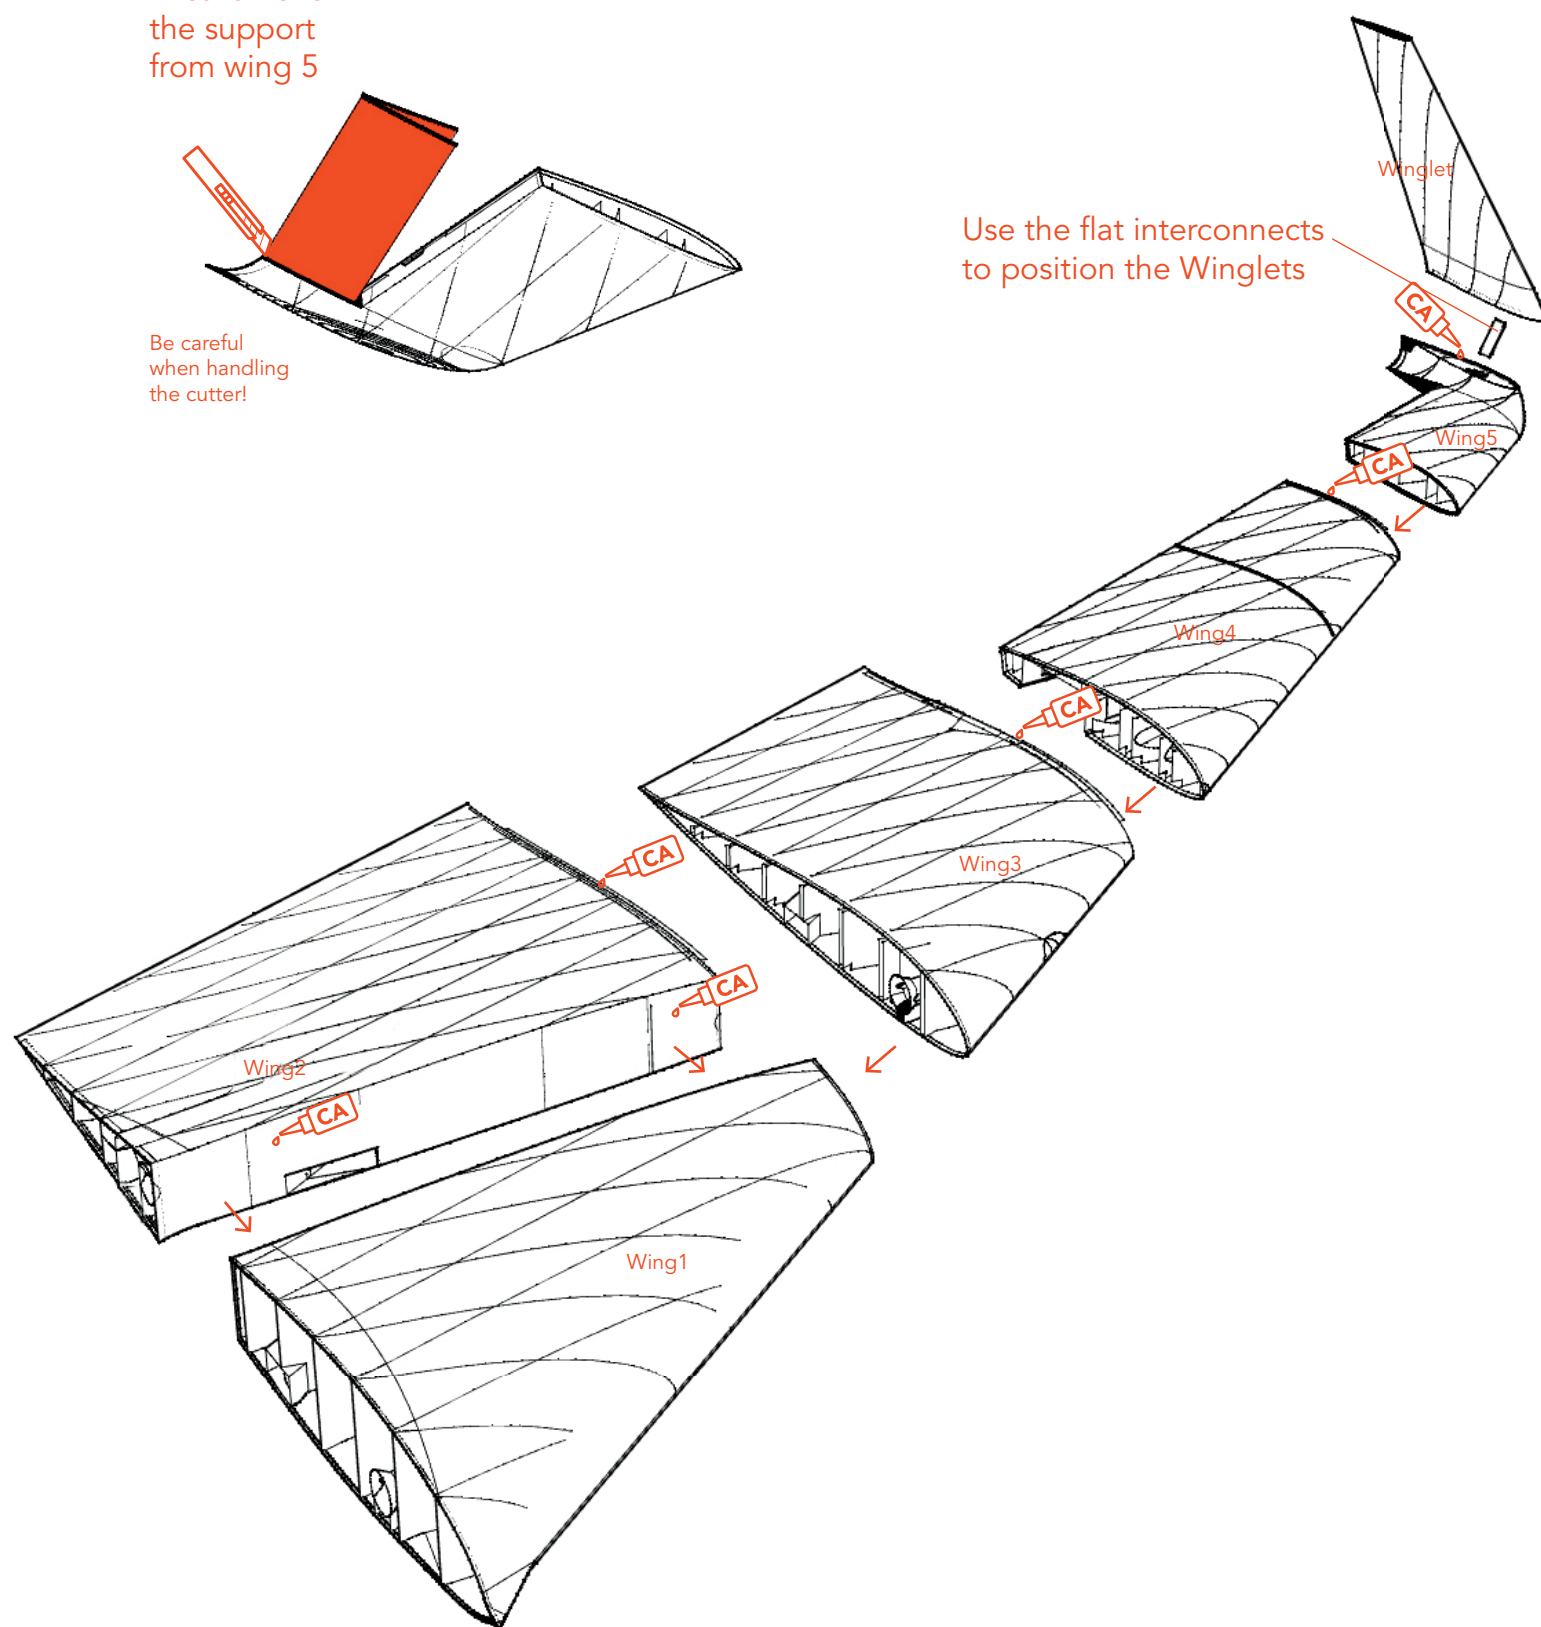 the support
from wing 5
Be careful
when handling
the cutter!
Winglet
Use the flat interconnects
to position the Winglets
CA
Wing5
CA
Wing4
CA
Wing3
CA
CA
Wing2
CA
Wing1